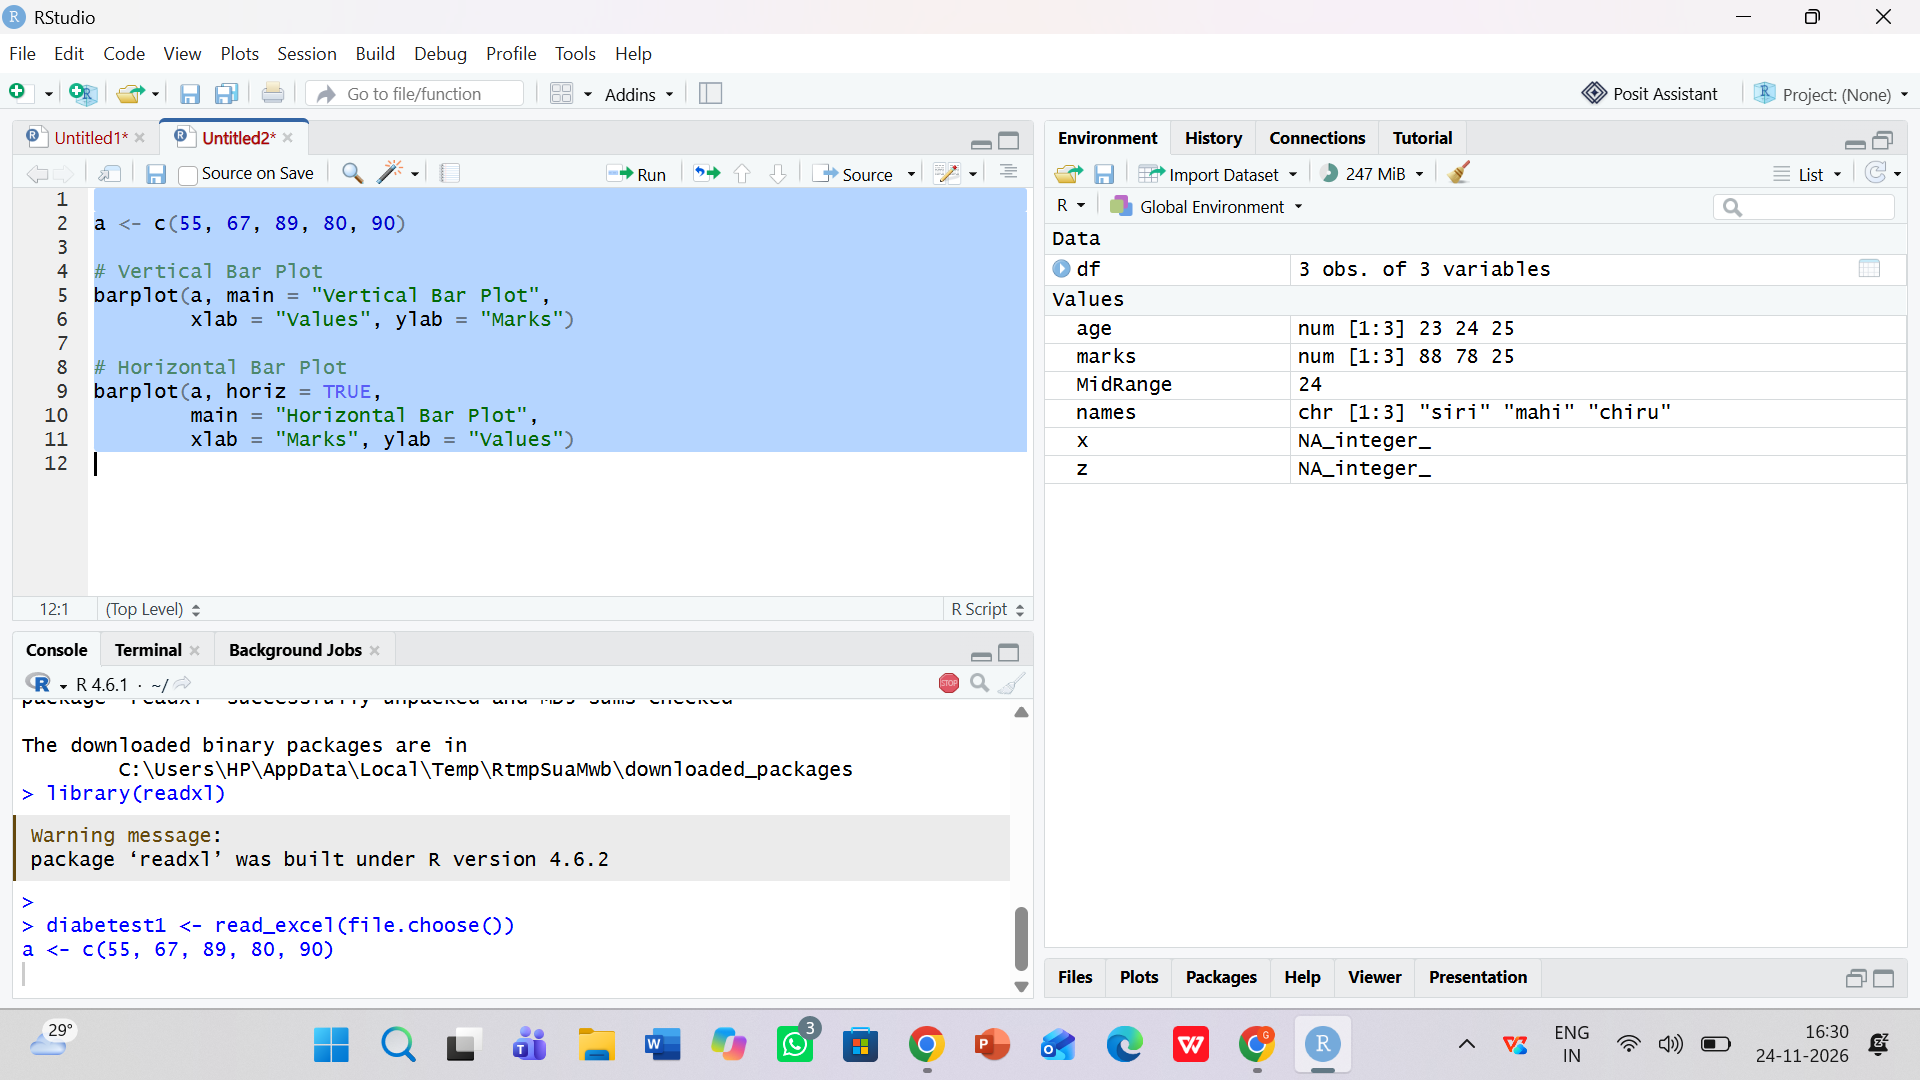 RStudio
File Edit Code View Plots Session Build Debug Profile Tools Help
Go to file/function Addins Posit Assistant Project: (None)
Untitled1* Untitled2*
Source on Save Run Source
1
2 a <- c(55, 67, 89, 80, 90)
3
4 # Vertical Bar Plot
5 barplot(a, main = "Vertical Bar Plot",
6 xlab = "Values", ylab = "Marks")
7
8 # Horizontal Bar Plot
9 barplot(a, horiz = TRUE,
10 main = "Horizontal Bar Plot",
11 xlab = "Marks", ylab = "Values")
12
12:1 (Top Level) R Script
Console Terminal Background Jobs
R 4.6.1 · ~/
package ‘readxl’ successfully unpacked and MD5 sums checked
The downloaded binary packages are in
C:\Users\HP\AppData\Local\Temp\RtmpSuaMwb\downloaded_packages
> library(readxl)
Warning message:
package ‘readxl’ was built under R version 4.6.2
>
> diabetest1 <- read_excel(file.choose())
a <- c(55, 67, 89, 80, 90)
Environment History Connections Tutorial
Import Dataset 247 MiB List
R Global Environment
Data
df 3 obs. of 3 variables
Values
age num [1:3] 23 24 25
marks num [1:3] 88 78 25
MidRange 24
names chr [1:3] "siri" "mahi" "chiru"
x NA_integer_
z NA_integer_
Files Plots Packages Help Viewer Presentation
29°
3
ENG
IN
16:30
24-11-2026